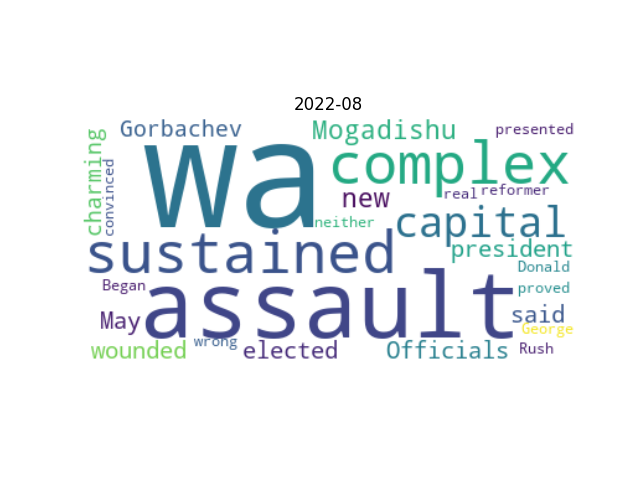 2022-08
Gorbachev
Mogadishu
presented
charming
convinced
wa
complex
real
reformer
new
neither
capital
sustained
president
Donald
Began
assault
proved
May
said
George
wounded
wrong
elected
Officials
Rush